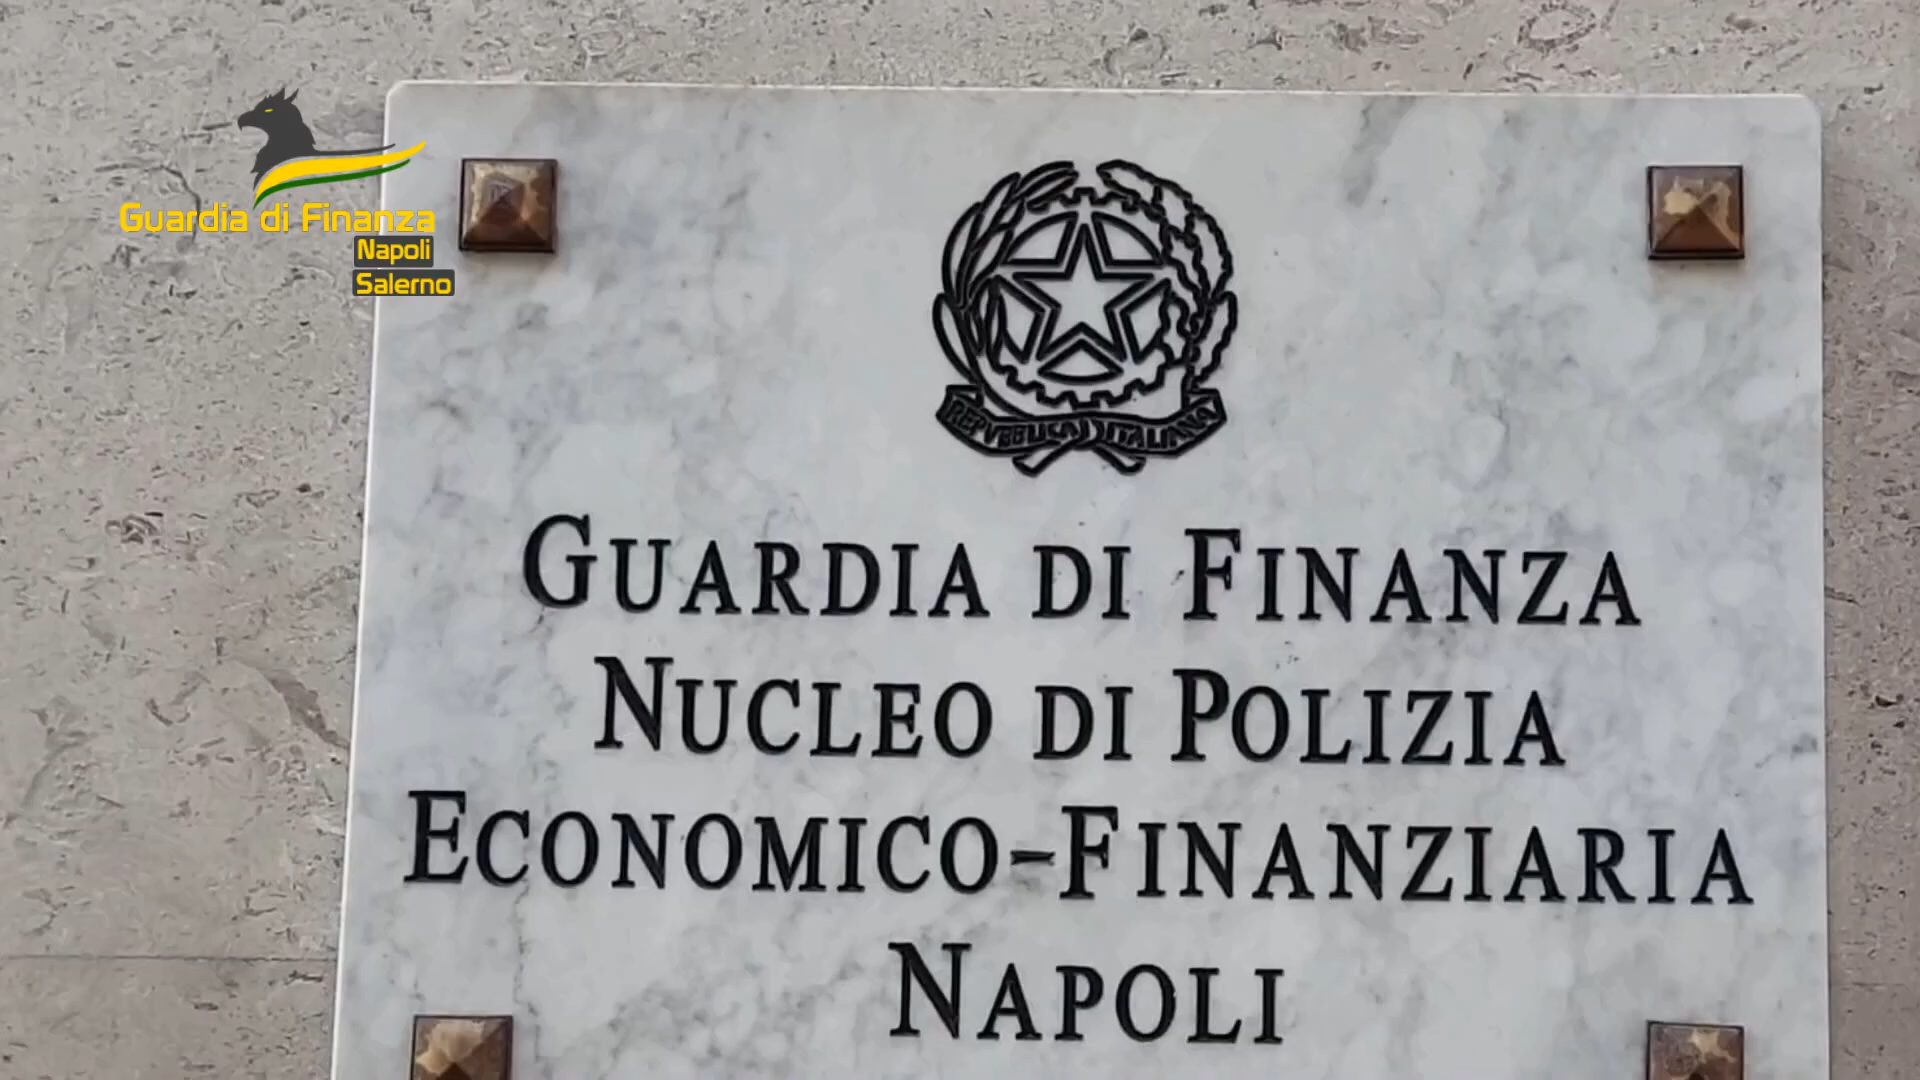 Guardia di Finanza
Napoli
Salerno
REPVBBLICA ITALIANA
GUARDIA DI FINANZA
NUCLEO DI POLIZIA
ECONOMICO-FINANZIARIA
NAPOLI